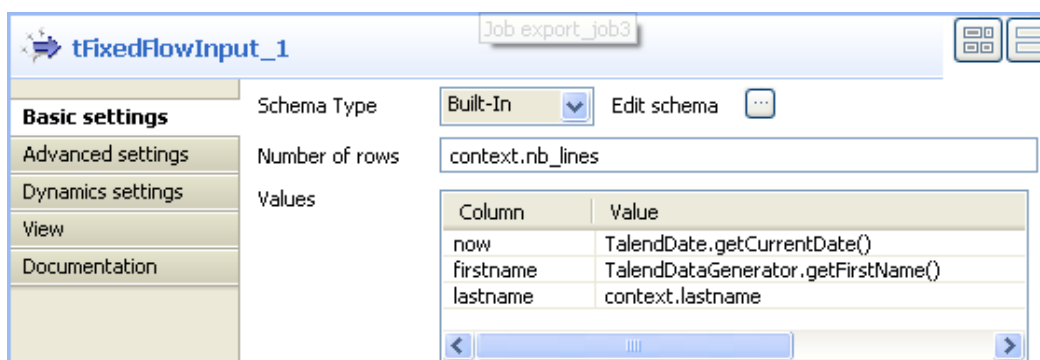 Job export_job3
tFixedFlowInput_1
Basic settings
Advanced settings
Dynamics settings
View
Documentation
Schema Type Built-In Edit schema ...
Number of rows context.nb_lines
Values
Column Value
now TalendDate.getCurrentDate()
firstname TalendDataGenerator.getFirstName()
lastname context.lastname